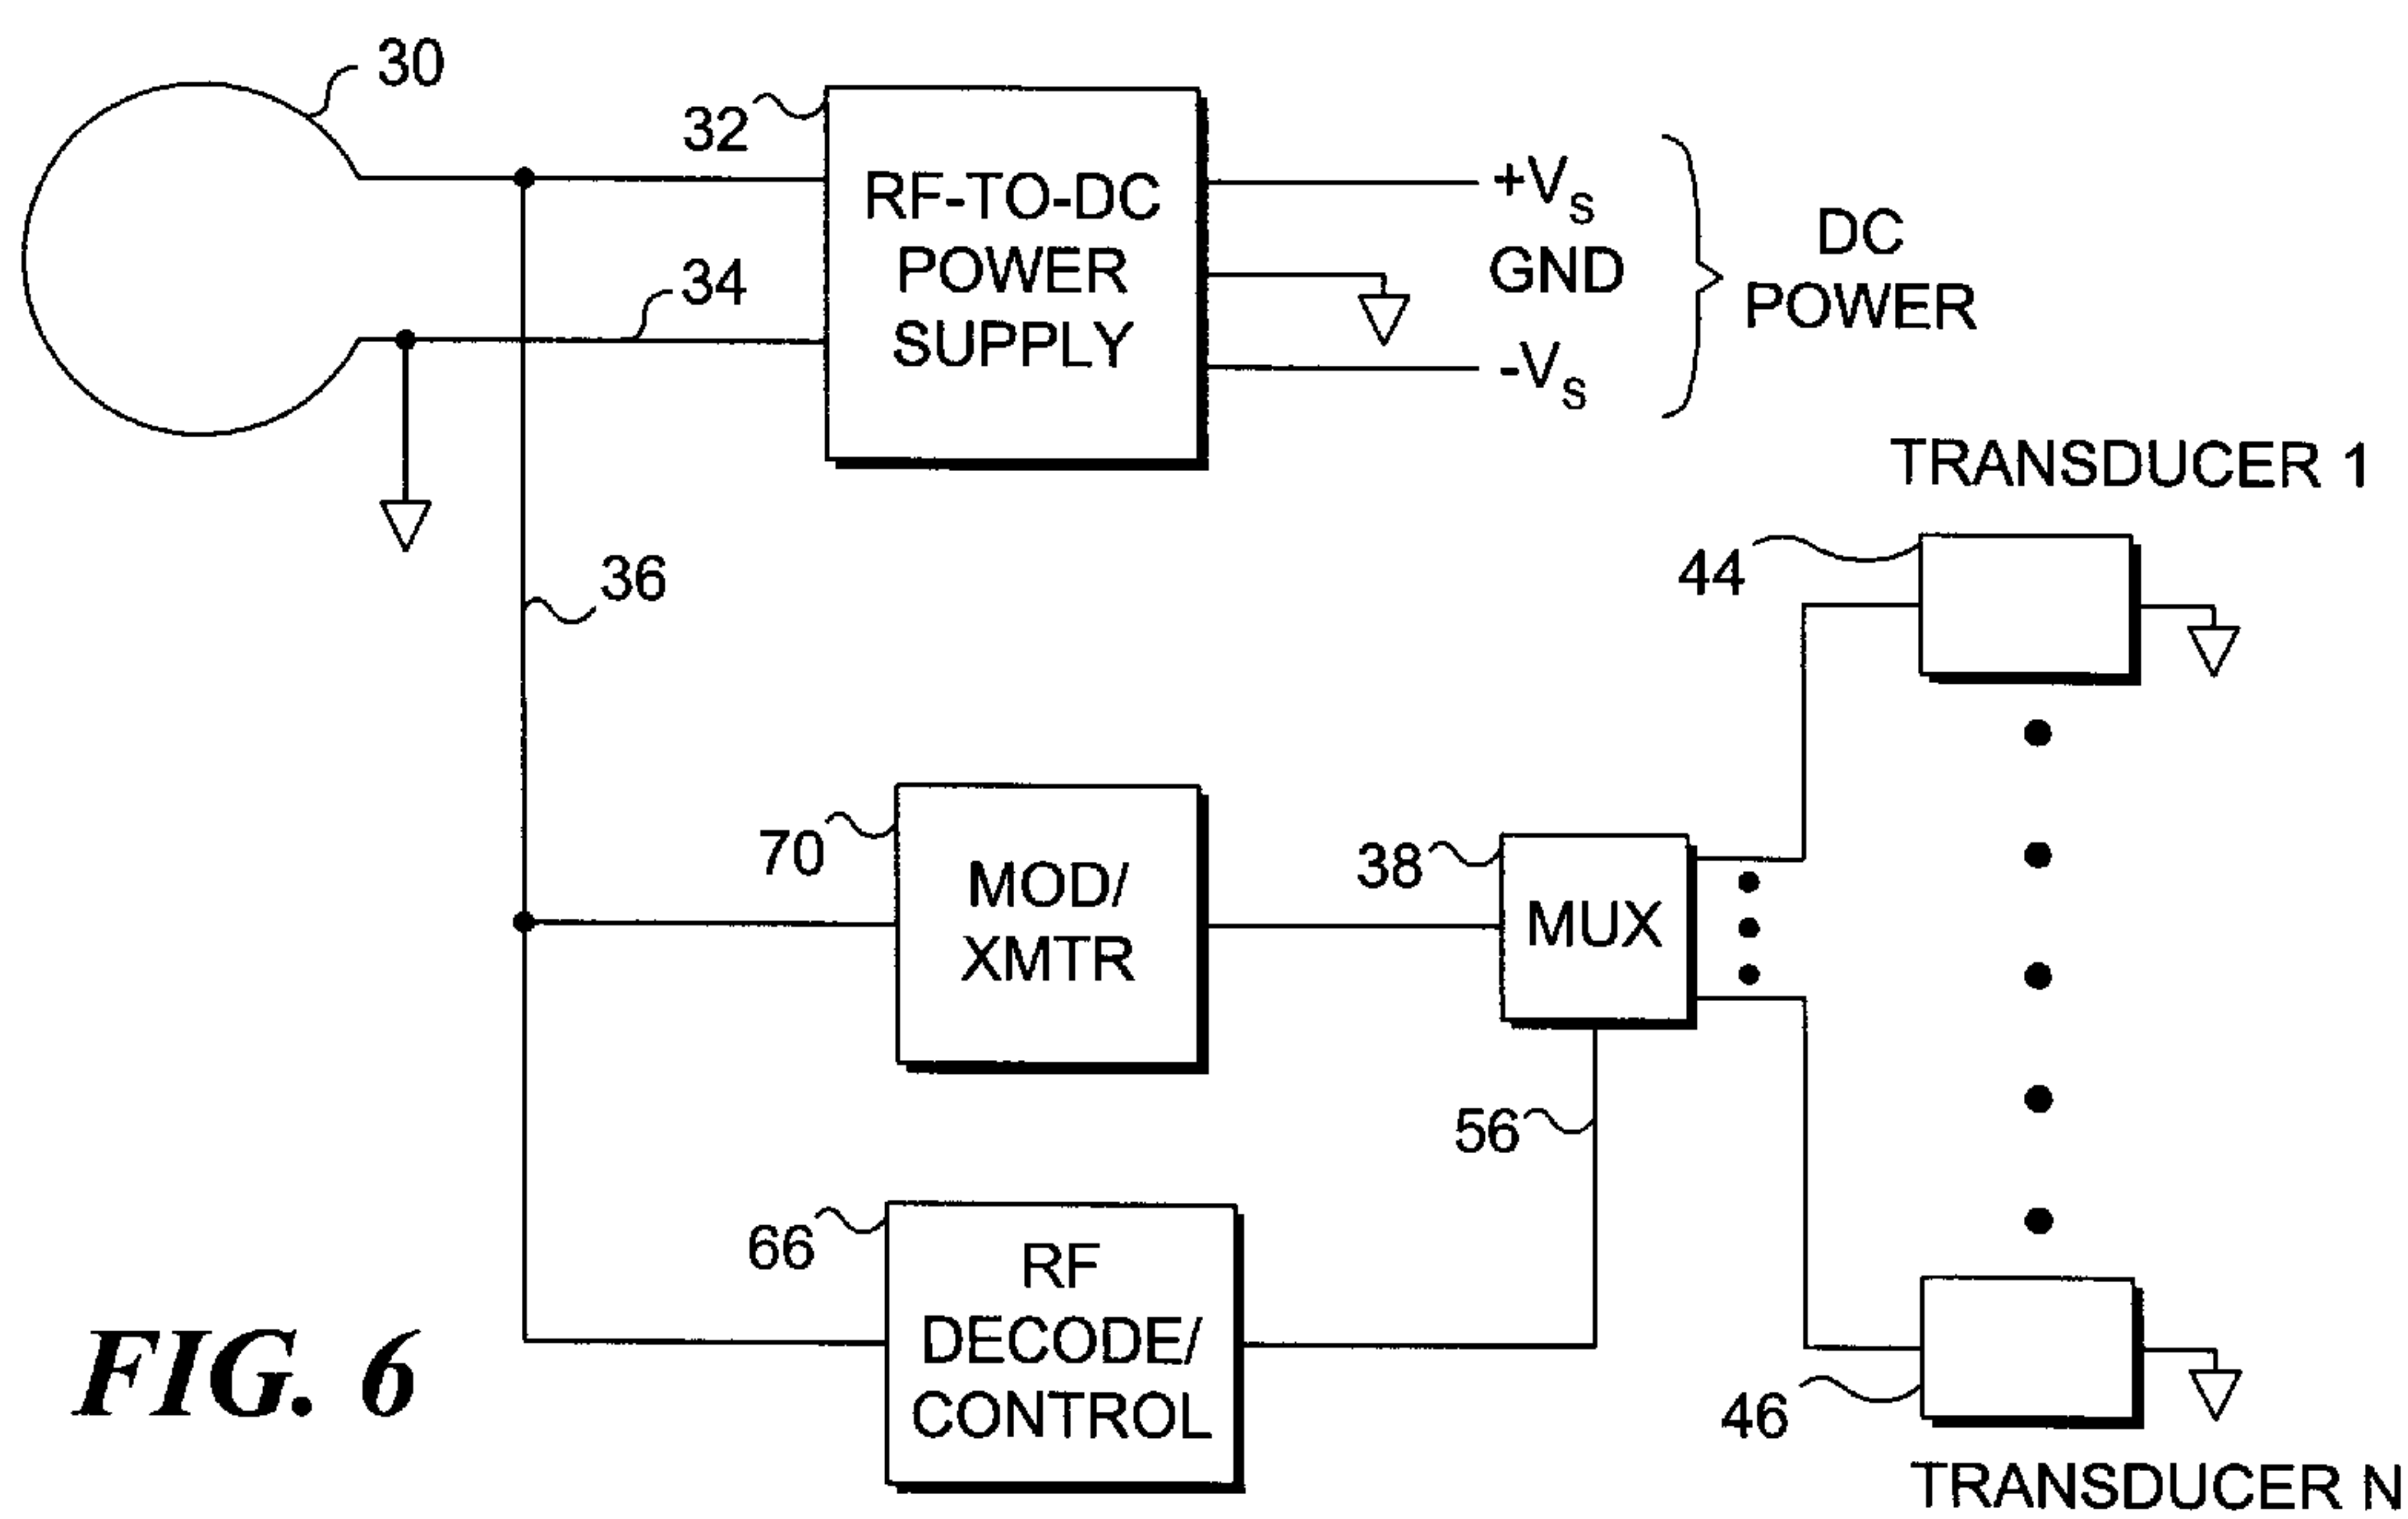 30
32
RF-TO-DC
POWER
SUPPLY
34
+VS
GND
-VS
DC
POWER
TRANSDUCER 1
44
36
70
MOD/
XMTR
38
MUX
56
66
RF
DECODE/
CONTROL
46
TRANSDUCER N
FIG. 6